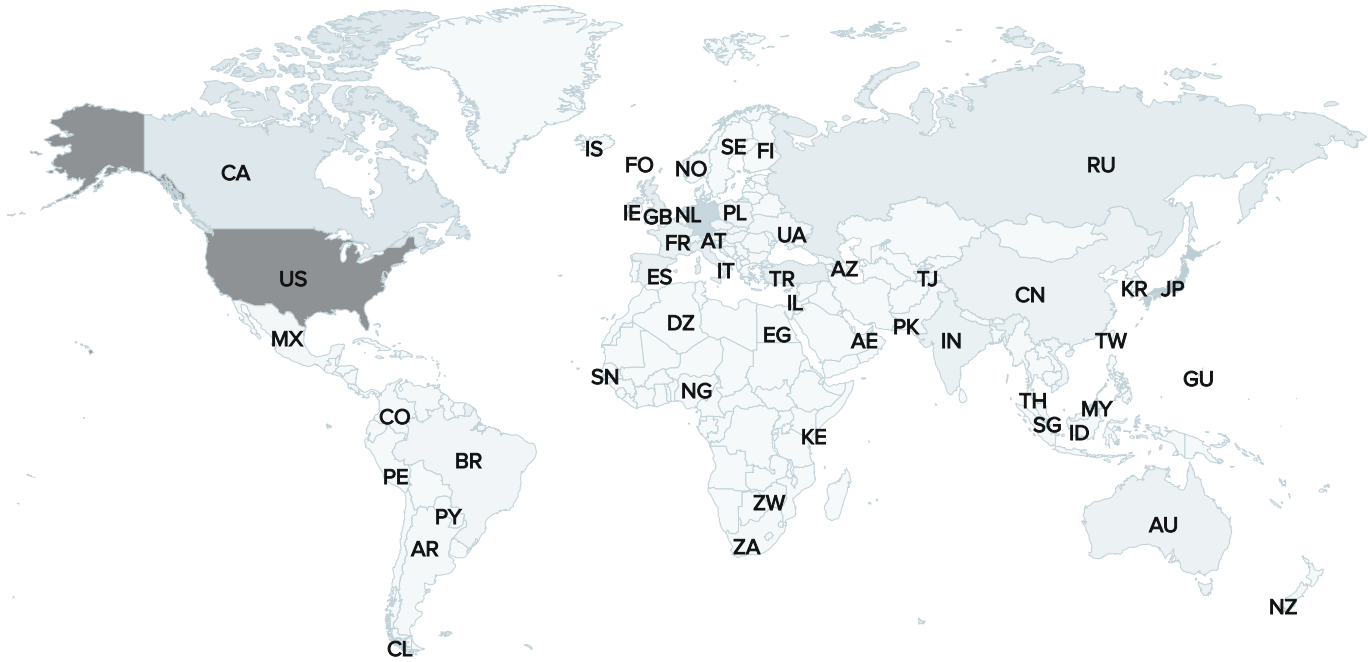 IS
SE
FI
FO
NO
RU
CA
IE
GB
NL
PL
FR
AT
UA
IT
ES
TR
AZ
TJ
US
IL
CN
KR
JP
MX
DZ
EG
AE
PK
IN
TW
SN
NG
GU
TH
MY
CO
SG
ID
KE
BR
PE
ZW
PY
AU
AR
ZA
NZ
CL